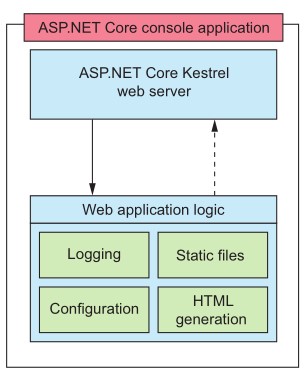 ASP.NET Core console application
ASP.NET Core Kestrel
web server
Web application logic
Logging
Static files
Configuration
HTML
generation